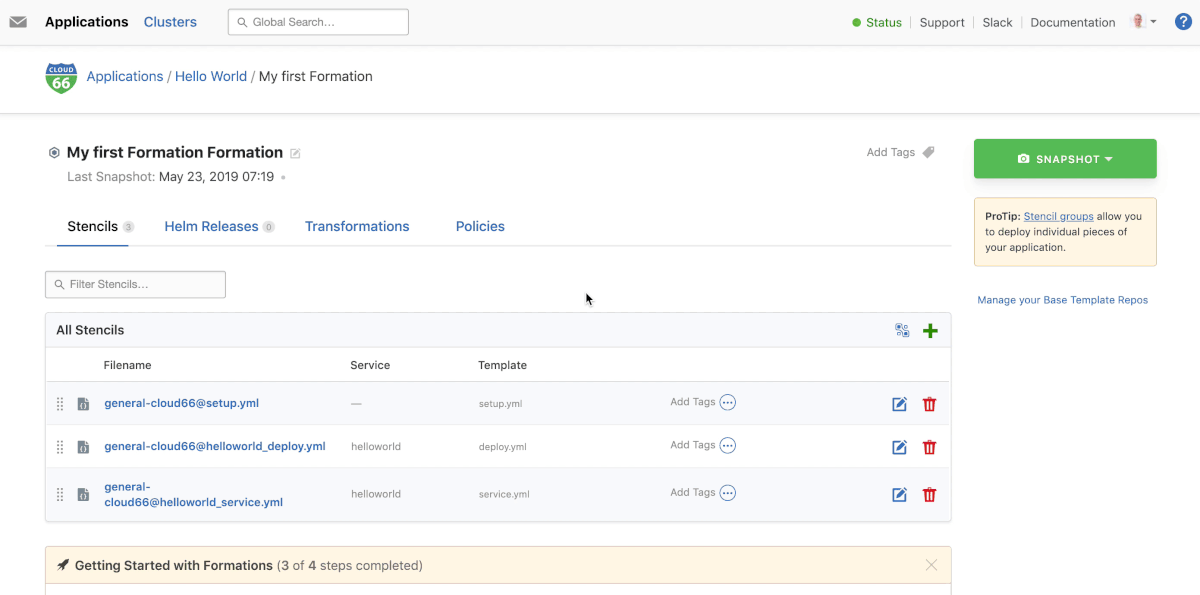 Applications Clusters Global Search... Status Support Slack Documentation ?
CLOUD
66
Applications / Hello World / My first Formation
My first Formation Formation Add Tags SNAPSHOT
Last Snapshot: May 23, 2019 07:19
ProTip: Stencil groups allow you
to deploy individual pieces of
your application.
Stencils 3 Helm Releases 0 Transformations Policies
Manage your Base Template Repos
Filter Stencils...
All Stencils
Filename Service Template
general-cloud66@setup.yml — setup.yml Add Tags
general-cloud66@helloworld_deploy.yml helloworld deploy.yml Add Tags
general-
cloud66@helloworld_service.yml helloworld service.yml Add Tags
Getting Started with Formations (3 of 4 steps completed)